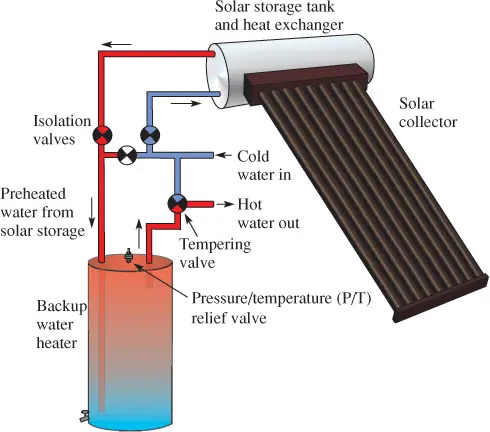 Solar storage tank
and heat exchanger
Solar
collector
Isolation
valves
Cold
water in
Preheated
water from
solar storage
Hot
water out
Tempering
valve
Pressure/temperature (P/T)
relief valve
Backup
water
heater